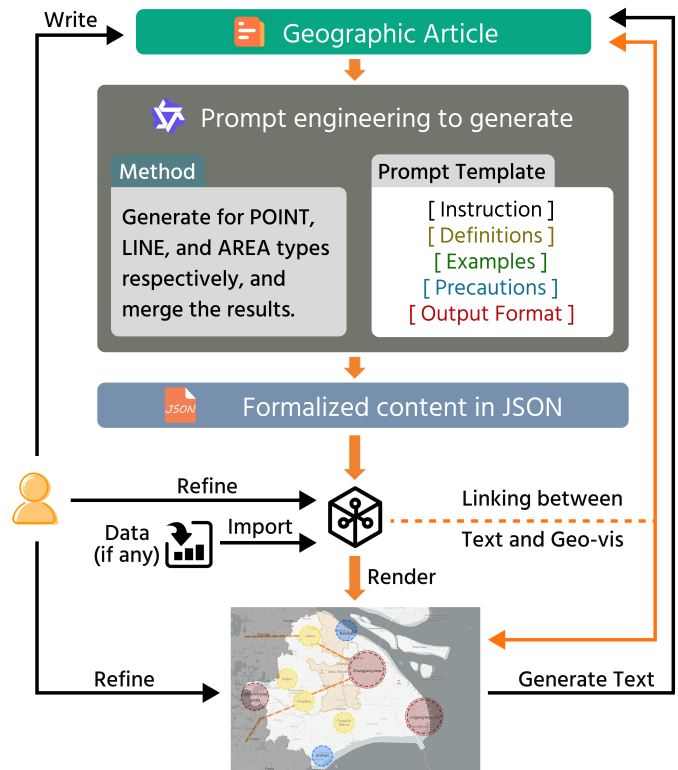 Write
Geographic Article
Prompt engineering to generate
Method
Generate for POINT,
LINE, and AREA types
respectively, and
merge the results.
Prompt Template
[ Instruction ]
[ Definitions ]
[ Examples ]
[ Precautions ]
[ Output Format ]
JSON
Formalized content in JSON
Refine
Data
(if any)
Import
Linking between
Text and Geo-vis
Render
Refine
Generate Text